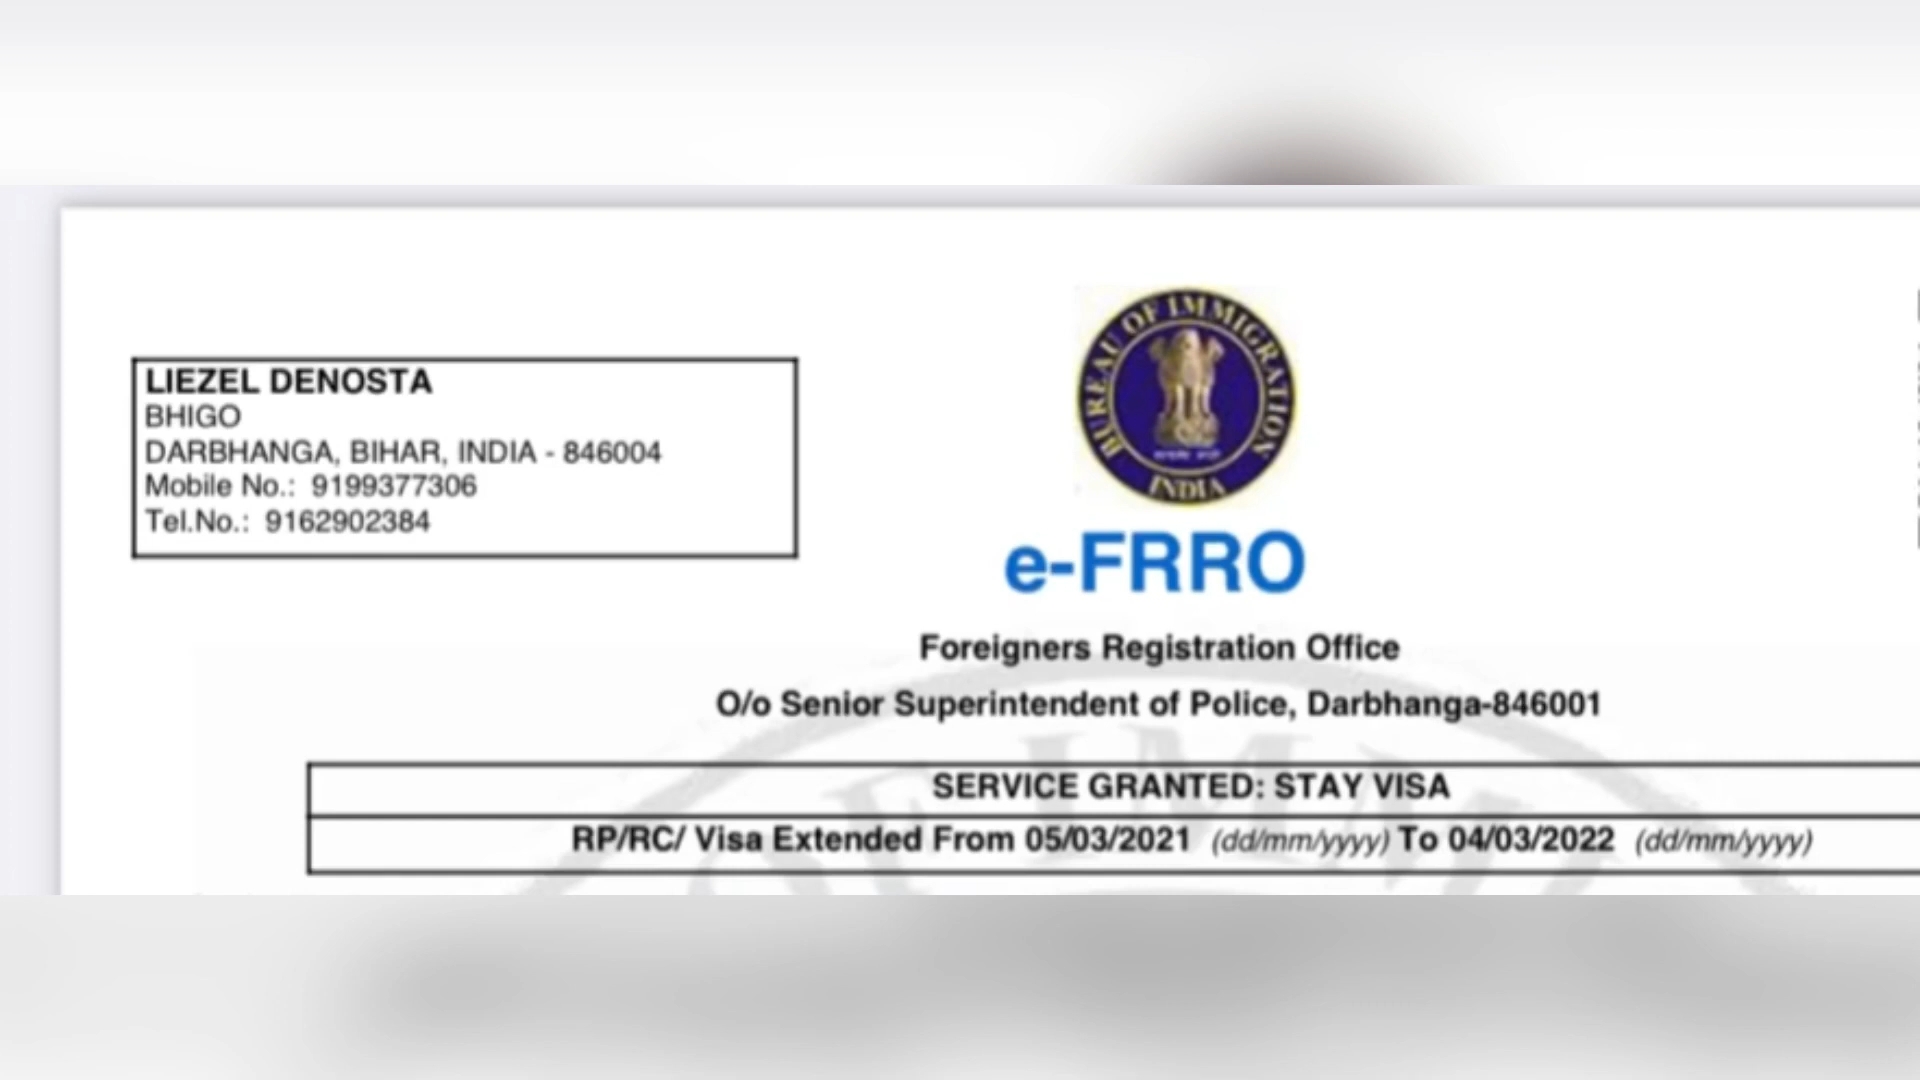 LIEZEL DENOSTA
BHIGO
DARBHANGA, BIHAR, INDIA - 846004
Mobile No.: 9199377306
Tel.No.: 9162902384
BUREAU OF IMMIGRATION
INDIA
e-FRRO
Foreigners Registration Office
O/o Senior Superintendent of Police, Darbhanga-846001
SERVICE GRANTED: STAY VISA
RP/RC/ Visa Extended From 05/03/2021 (dd/mm/yyyy) To 04/03/2022 (dd/mm/yyyy)